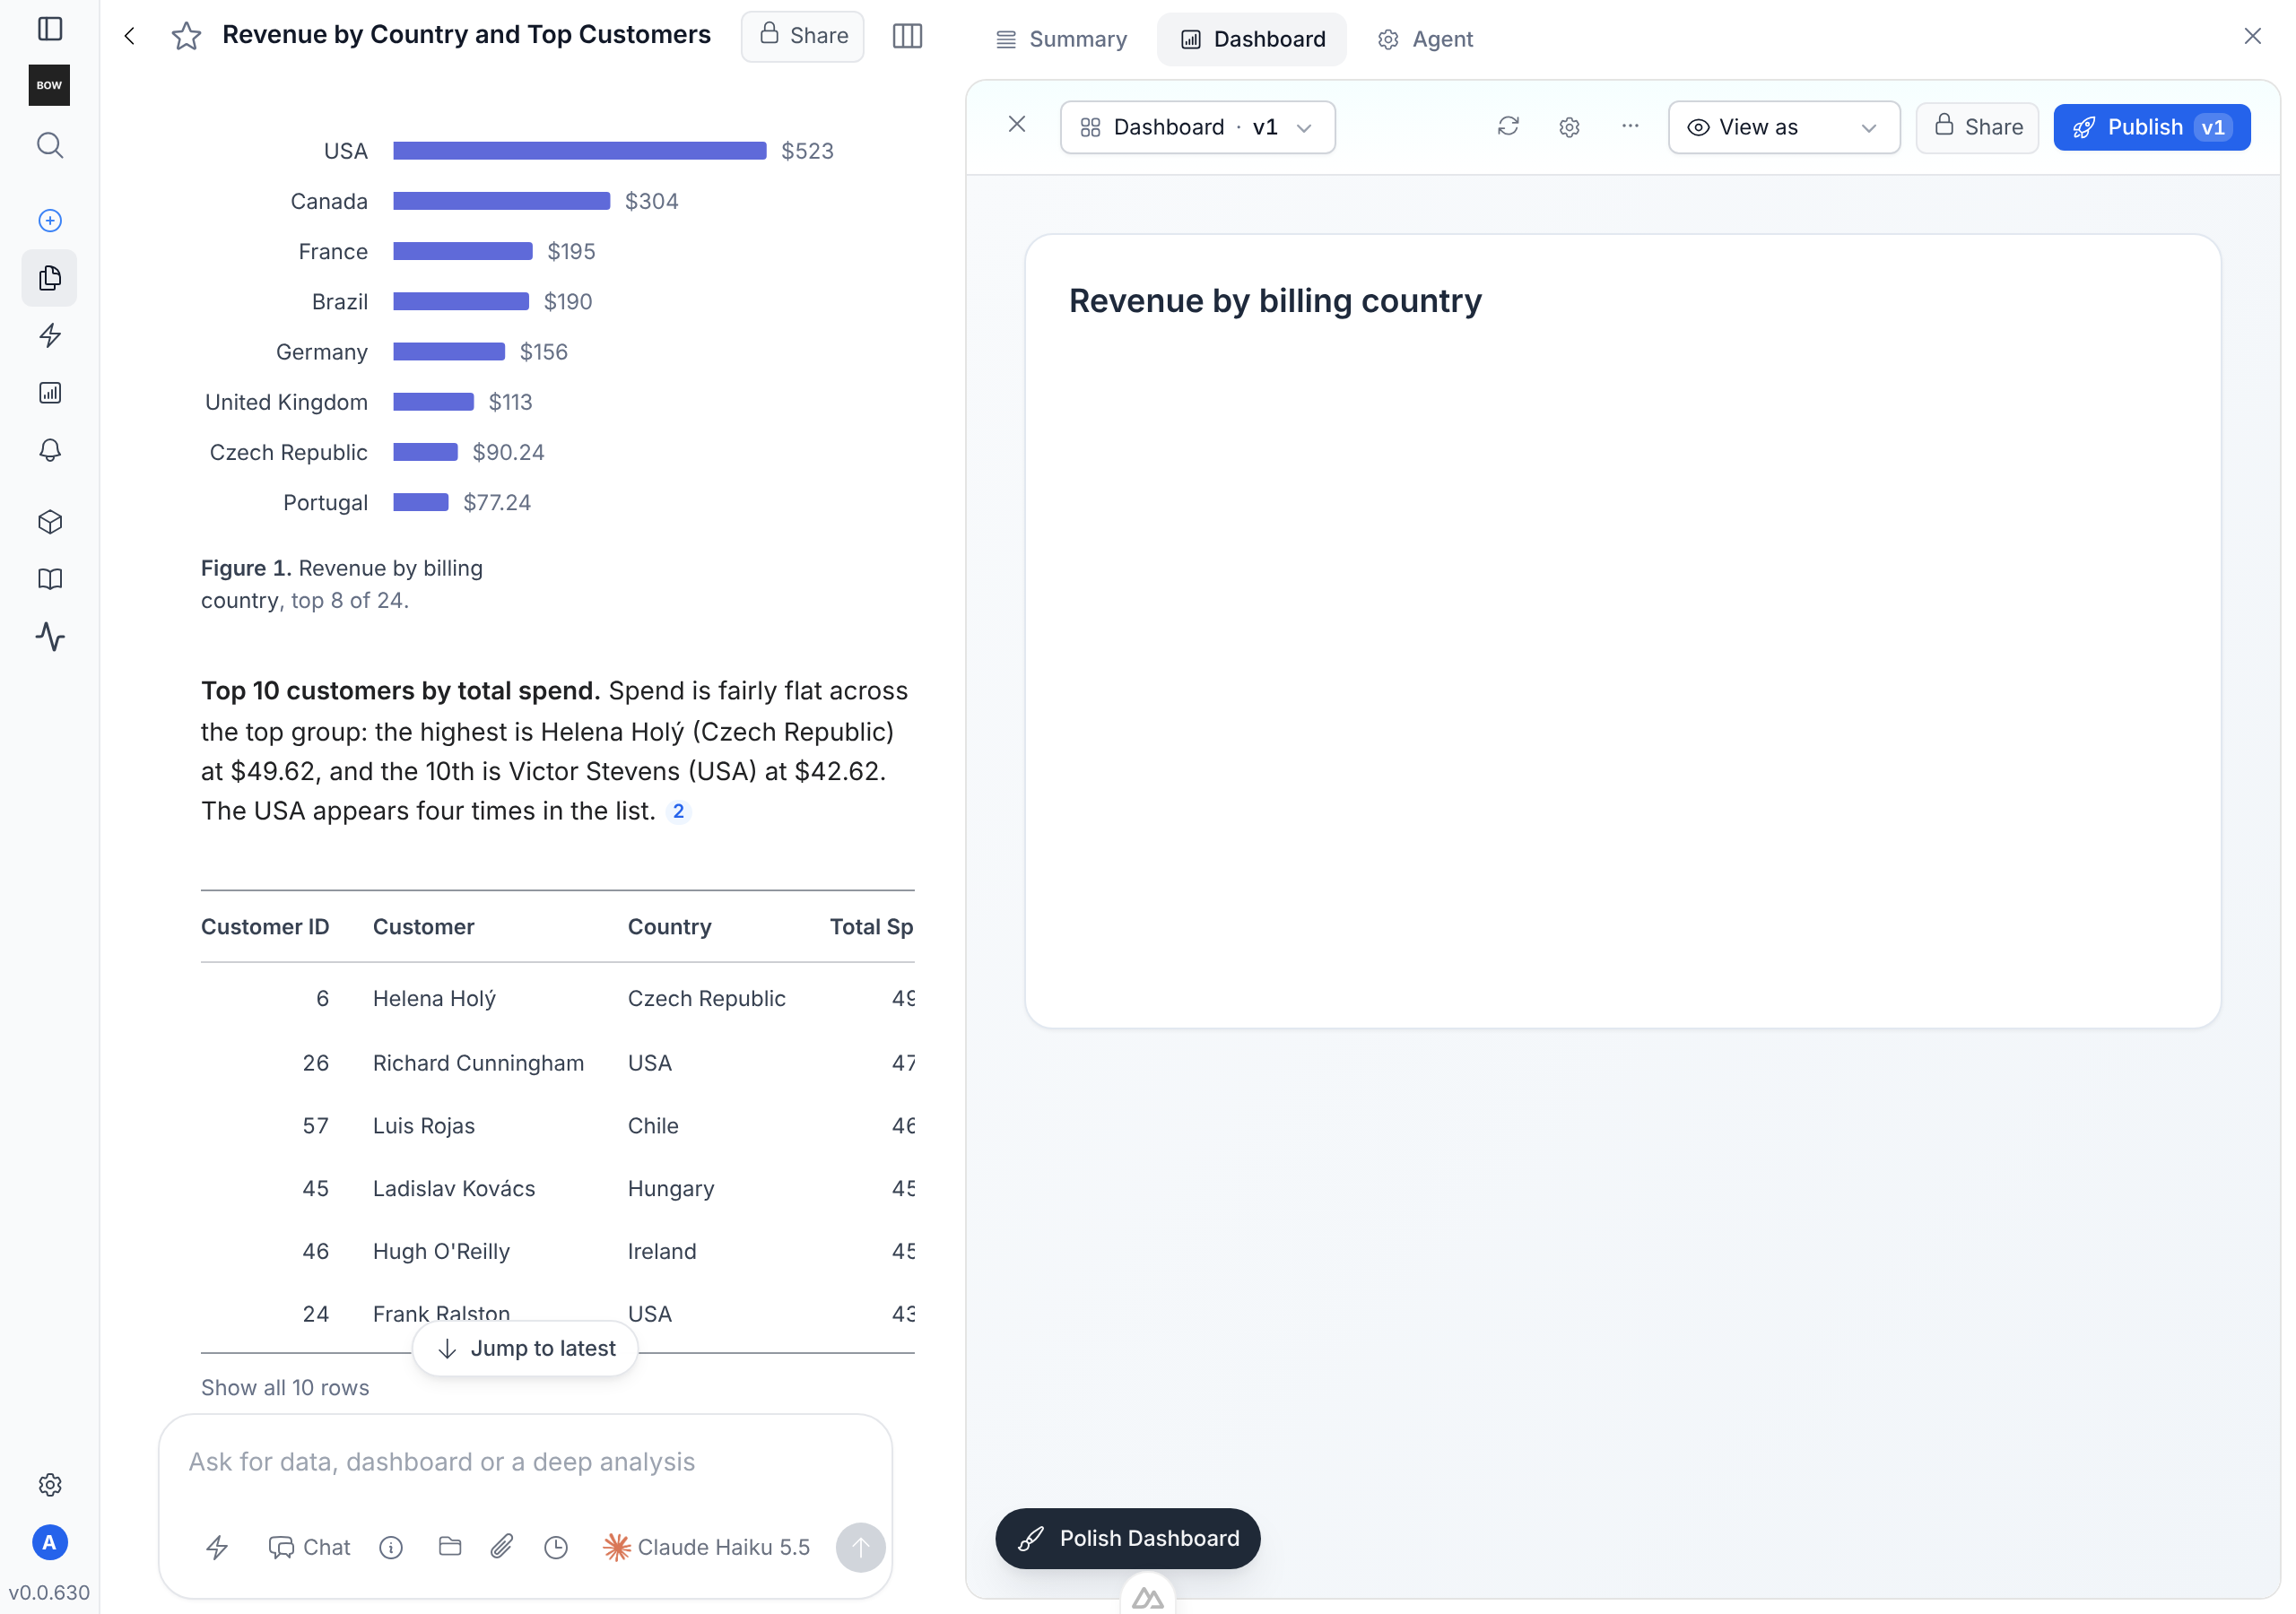 BOW
Revenue by Country and Top Customers
Share
USA $523
Canada $304
France $195
Brazil $190
Germany $156
United Kingdom $113
Czech Republic $90.24
Portugal $77.24
Figure 1. Revenue by billing
country, top 8 of 24.
Top 10 customers by total spend. Spend is fairly flat across
the top group: the highest is Helena Holý (Czech Republic)
at $49.62, and the 10th is Victor Stevens (USA) at $42.62.
The USA appears four times in the list. 2
Customer ID Customer Country Total Sp
6 Helena Holý Czech Republic 49
26 Richard Cunningham USA 47
57 Luis Rojas Chile 46
45 Ladislav Kovács Hungary 45
46 Hugh O'Reilly Ireland 45
24 Frank Ralston USA 43
Jump to latest
Show all 10 rows
Ask for data, dashboard or a deep analysis
Chat
Claude Haiku 5.5
A
v0.0.630
Summary
Dashboard
Agent
Dashboard · v1
View as
Share
Publish v1
Revenue by billing country
Polish Dashboard